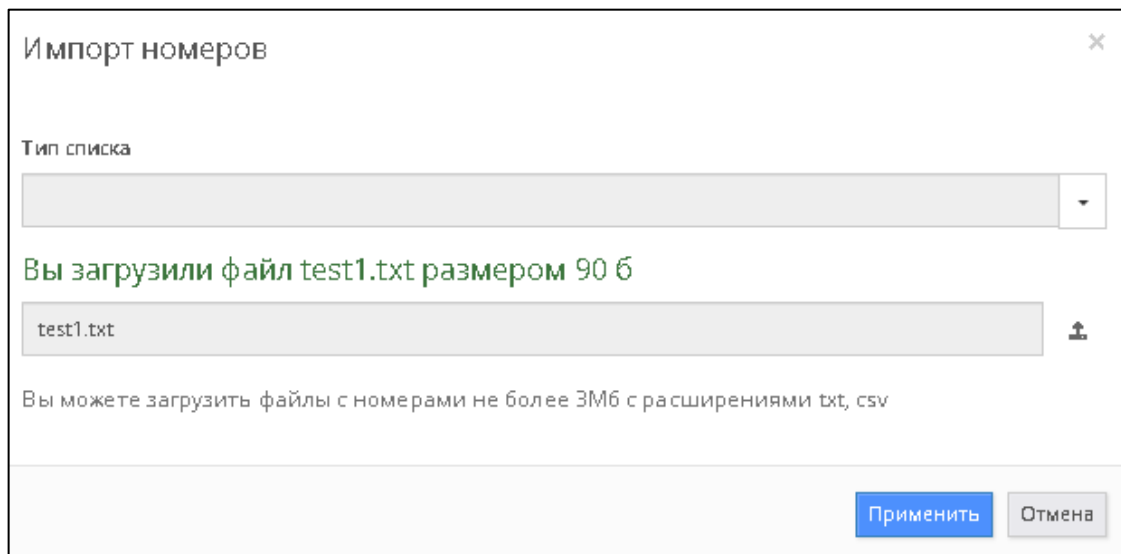 Импорт номеров
Тип списка
Вы загрузили файл test1.txt размером 90 б
test1.txt
Вы можете загрузить файлы с номерами не более 3Мб с расширениями txt, csv
Применить Отмена